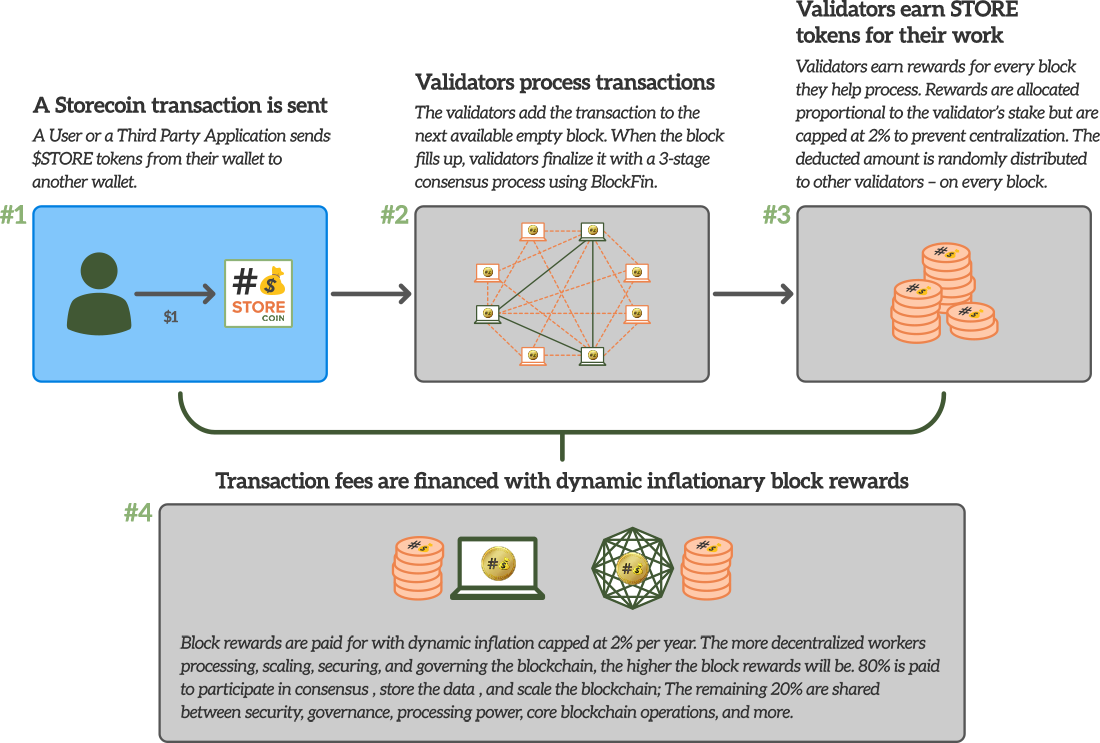 A Storecoin transaction is sent
A User or a Third Party Application sends
$STORE tokens from their wallet to
another wallet.
#1
$1
#$
STORE
COIN
Validators process transactions
The validators add the transaction to the
next available empty block. When the block
fills up, validators finalize it with a 3-stage
consensus process using BlockFin.
#2
Validators earn STORE
tokens for their work
Validators earn rewards for every block
they help process. Rewards are allocated
proportional to the validator's stake but are
capped at 2% to prevent centralization. The
deducted amount is randomly distributed
to other validators – on every block.
#3
#$
#$
#$
Transaction fees are financed with dynamic inflationary block rewards
#4
#$
#$
#$
#$
Block rewards are paid for with dynamic inflation capped at 2% per year. The more decentralized workers
processing, scaling, securing, and governing the blockchain, the higher the block rewards will be. 80% is paid
to participate in consensus , store the data , and scale the blockchain; The remaining 20% are shared
between security, governance, processing power, core blockchain operations, and more.